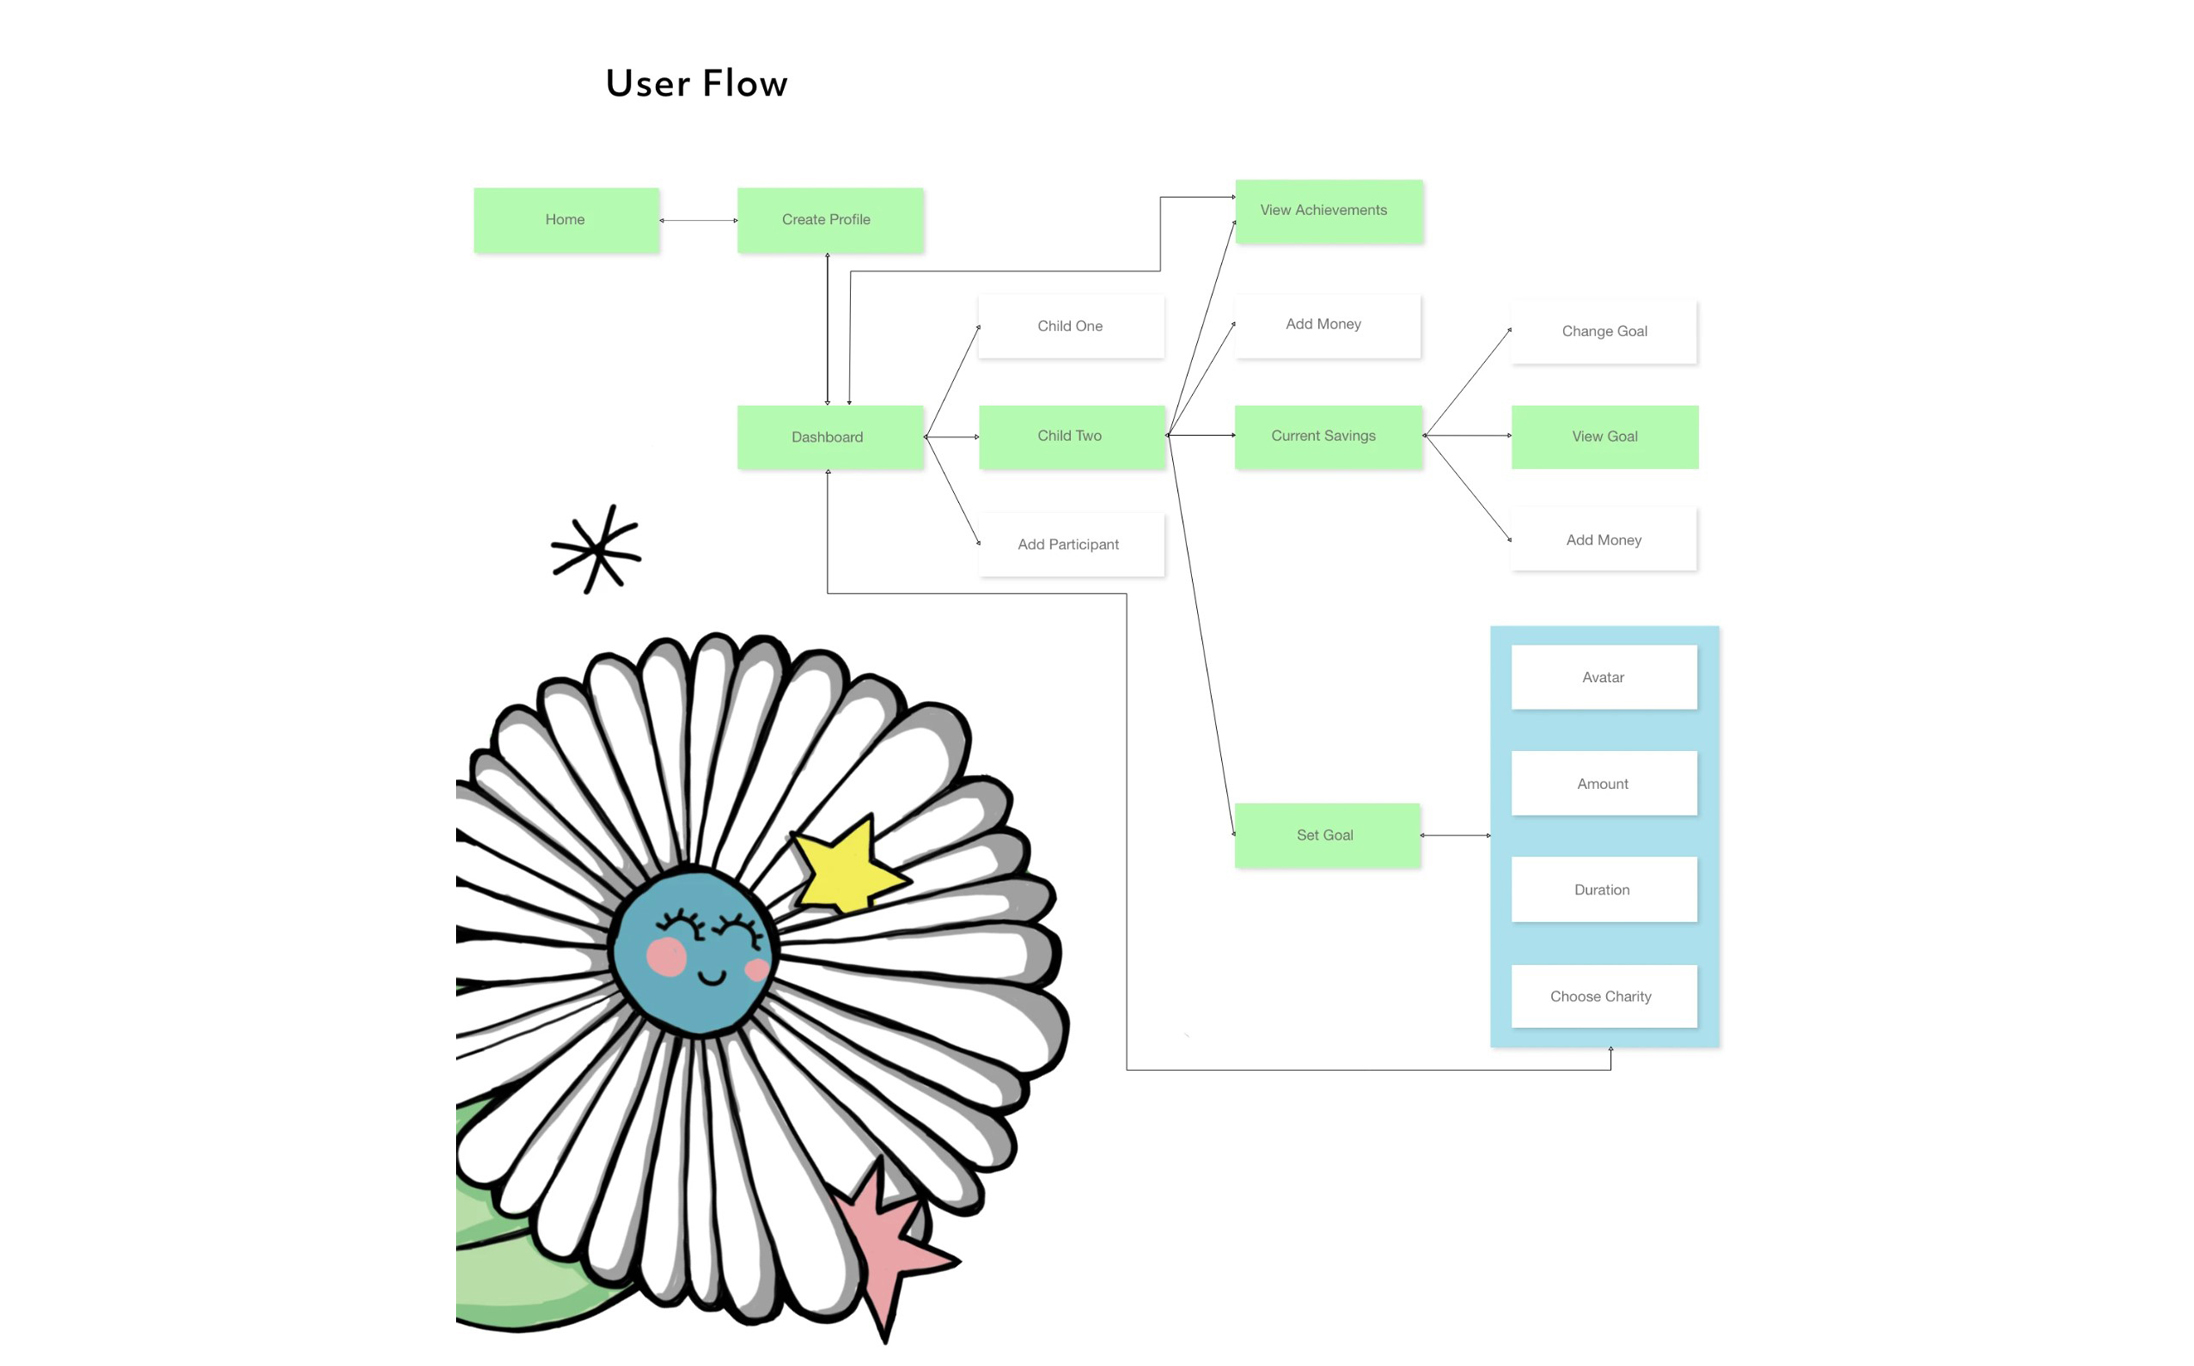 User Flow
Home
Create Profile
View Achievements
Child One
Add Money
Change Goal
Dashboard
Child Two
Current Savings
View Goal
Add Participant
Add Money
Avatar
Amount
Set Goal
Duration
Choose Charity